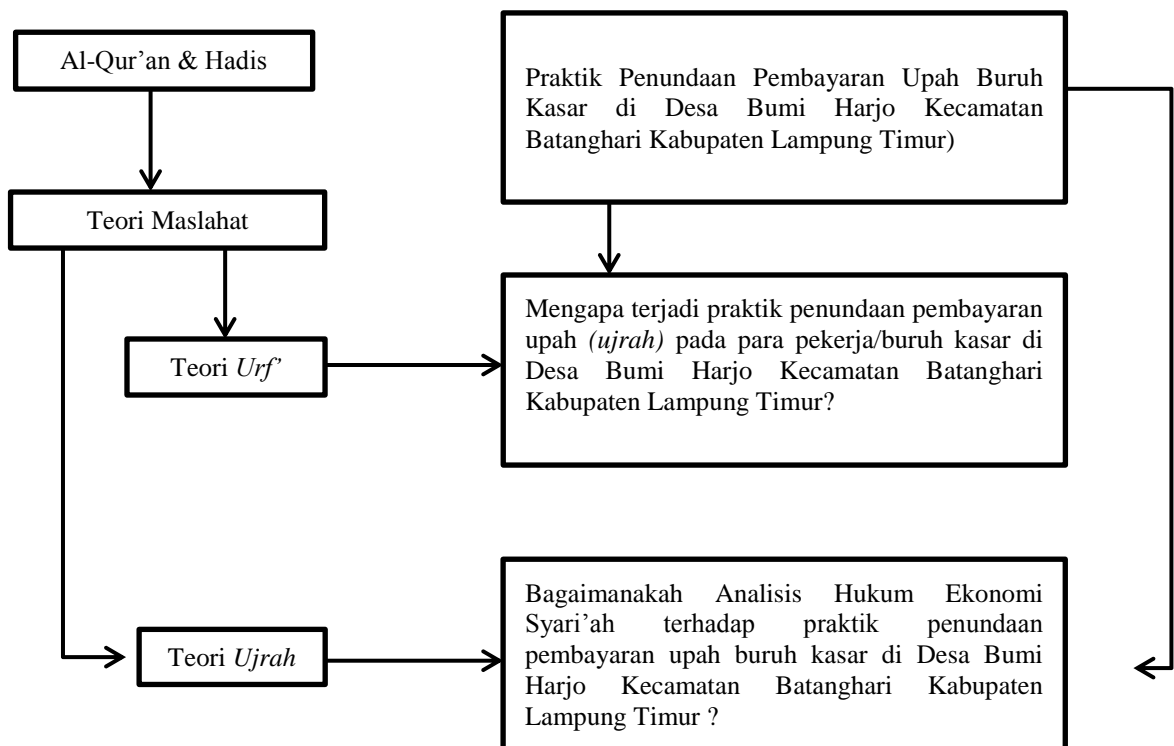 Al-Qur’an & Hadis
Teori Maslahat
Teori Urf’
Teori Ujrah
Praktik Penundaan Pembayaran Upah Buruh
Kasar di Desa Bumi Harjo Kecamatan
Batanghari Kabupaten Lampung Timur)
Mengapa terjadi praktik penundaan pembayaran
upah (ujrah) pada para pekerja/buruh kasar di
Desa Bumi Harjo Kecamatan Batanghari
Kabupaten Lampung Timur?
Bagaimanakah Analisis Hukum Ekonomi
Syari’ah terhadap praktik penundaan
pembayaran upah buruh kasar di Desa Bumi
Harjo Kecamatan Batanghari Kabupaten
Lampung Timur ?